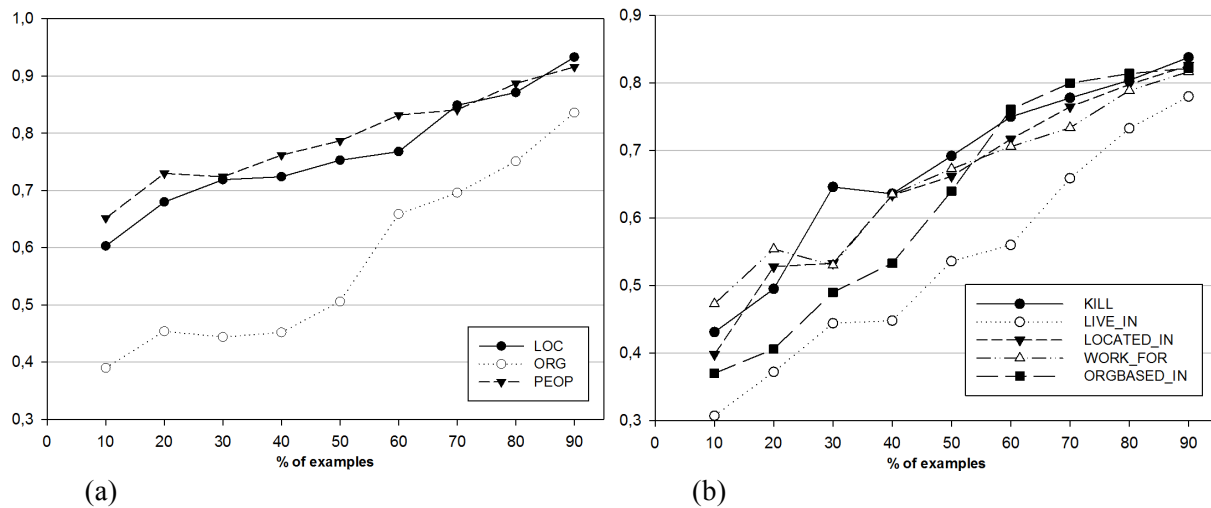 1,0
0,9
0,8
0,7
0,6
0,5
0,4
0,3
0 10 20 30 40 50 60 70 80 90
% of examples
LOC
ORG
PEOP
(a)
0,9
0,8
0,7
0,6
0,5
0,4
0,3
0 10 20 30 40 50 60 70 80 90
% of examples
KILL
LIVE_IN
LOCATED_IN
WORK_FOR
ORGBASED_IN
(b)